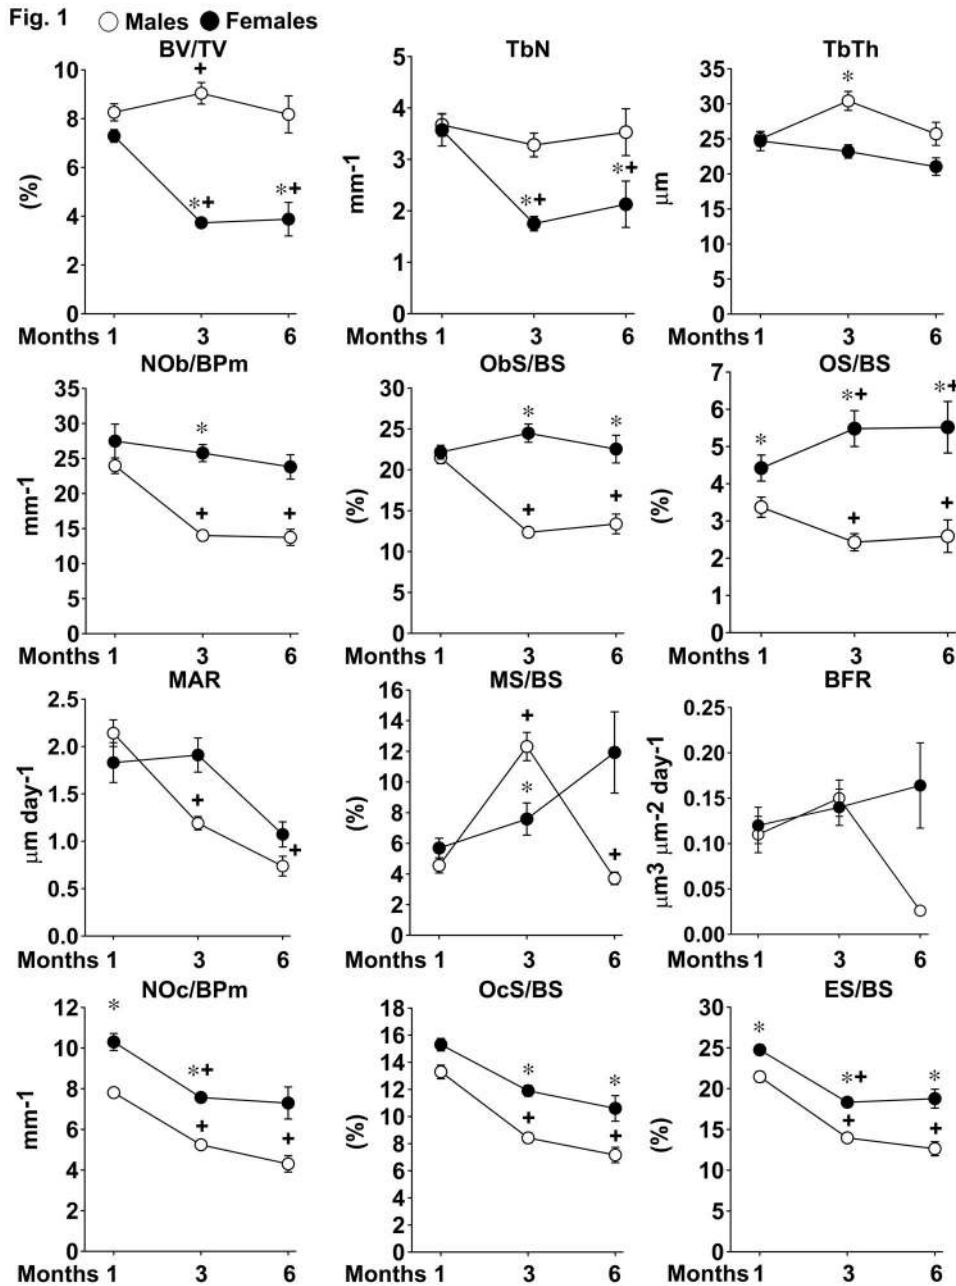 Fig. 1 Males Females
BV/TV TbN TbTh
10 8 6 4 2 0
(%)
+ *+ *+
5 4 3 2 1 0
mm-1
*+ *+
35 30 25 20 15 10 5 0
μm
*
Months 1 3 6 Months 1 3 6 Months 1 3 6
NOb/BPm ObS/BS OS/BS
35 30 25 20 15 10 5 0
mm-1
* + +
30 25 20 15 10 5 0
(%)
* * + +
7 6 5 4 3 2 1 0
(%)
* *+ *+ + +
Months 1 3 6 Months 1 3 6 Months 1 3 6
MAR MS/BS BFR
2.5 2.0 1.5 1.0 0.5 0.0
μm day-1
+ +
16 14 12 10 8 6 4 2 0
(%)
+ * +
0.25 0.20 0.15 0.10 0.05 0.00
μm3 μm-2 day-1
Months 1 3 6 Months 1 3 6 Months 1 3 6
NOc/BPm OcS/BS ES/BS
12 10 8 6 4 2 0
mm-1
* *+ + +
18 16 14 12 10 8 6 4 2 0
(%)
* * + +
30 25 20 15 10 5 0
(%)
* *+ * + +
Months 1 3 6 Months 1 3 6 Months 1 3 6